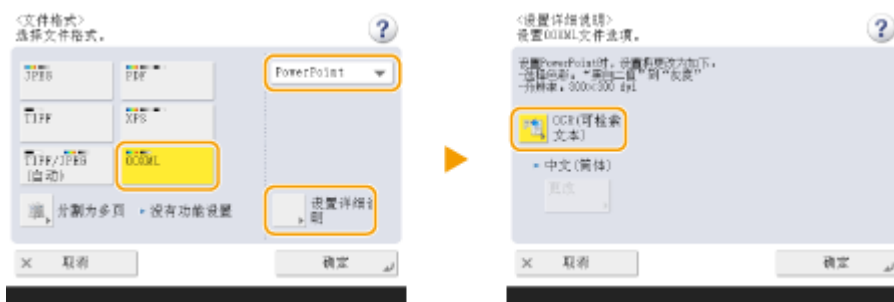 <文件格式>
选择文件格式。
?
JPEG
PDF
PowerPoint
TIFF
XPS
TIFF/JPEG
(自动)
OOXML
分割为多页
没有功能设置
设置详细说明
× 取消
确定
<设置详细说明>
设置OOXML文件选项。
?
设置PowerPoint时，设置将更改为如下。
-选择色彩："黑白二值"到"灰度"
-分辨率：300×300 dpi
OCR(可检索
文本)
中文(简体)
更改
× 取消
确定